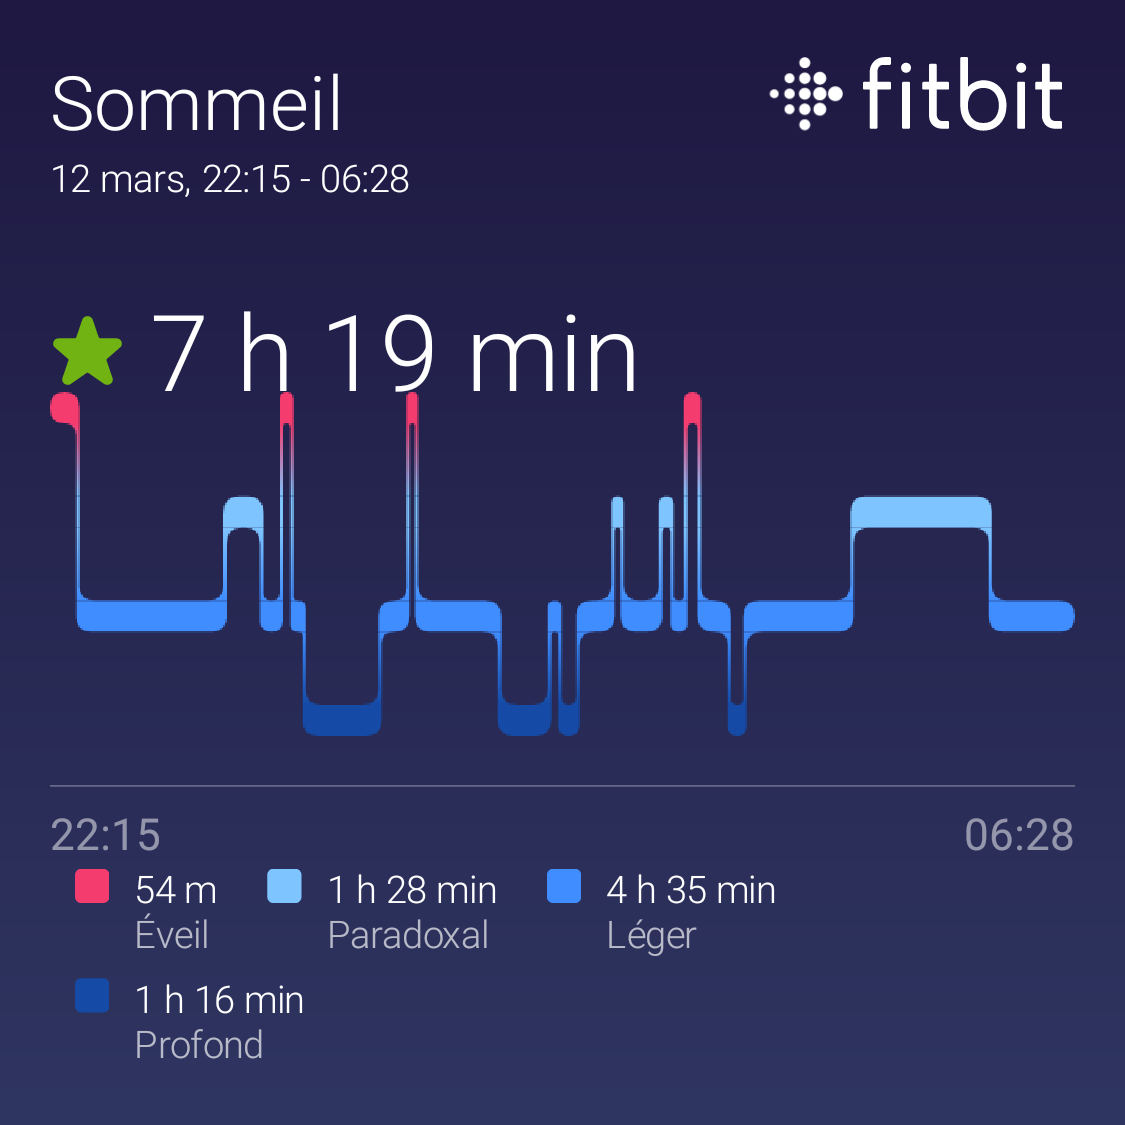 Sommeil
fitbit
12 mars, 22:15 - 06:28
7 h 19 min
22:15
06:28
54 m
1 h 28 min
4 h 35 min
Éveil
Paradoxal
Léger
1 h 16 min
Profond